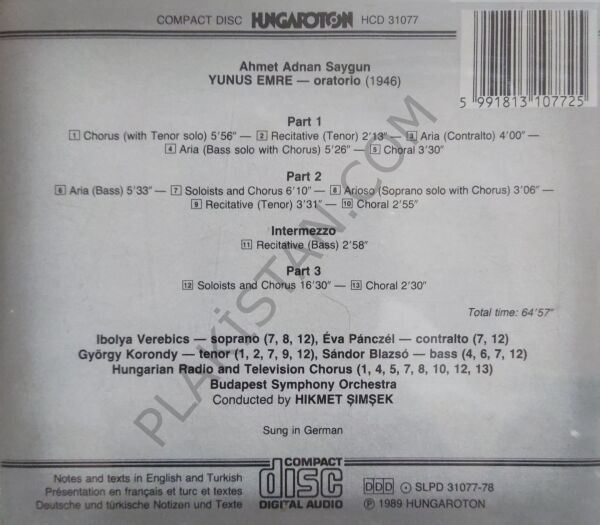 COMPACT DISC HUNGAROTON HCD 31077
5 991813 107725
Ahmet Adnan Saygun
YUNUS EMRE — oratorio (1946)
Part 1
1 Chorus (with Tenor solo) 5'56" — 2 Recitative (Tenor) 2'13" — 3 Aria (Contralto) 4'00" —
4 Aria (Bass solo with Chorus) 5'26" — 5 Choral 3'30"
Part 2
6 Aria (Bass) 5'33" — 7 Soloists and Chorus 6'10" — 8 Arioso (Soprano solo with Chorus) 3'06" —
9 Recitative (Tenor) 3'31" — 10 Choral 2'55"
Intermezzo
11 Recitative (Bass) 2'58"
Part 3
12 Soloists and Chorus 16'30" — 13 Choral 2'30"
Total time: 64'57"
Ibolya Verebics — soprano (7, 8, 12), Éva Pánczél — contralto (7, 12)
György Korondy — tenor (1, 2, 7, 9, 12), Sándor Blazsó — bass (4, 6, 7, 12)
Hungarian Radio and Television Chorus (1, 4, 5, 7, 8, 10, 12, 13)
Budapest Symphony Orchestra
Conducted by HIKMET ŞIMŞEK
Sung in German
Notes and texts in English and Turkish
Présentation en français et turc et textes
Deutsche und türkische Notizen und Texte
COMPACT
disc
DIGITAL AUDIO
DDD SLPD 31077-78
℗ 1989 HUNGAROTON
PLAKİSTAN.COM